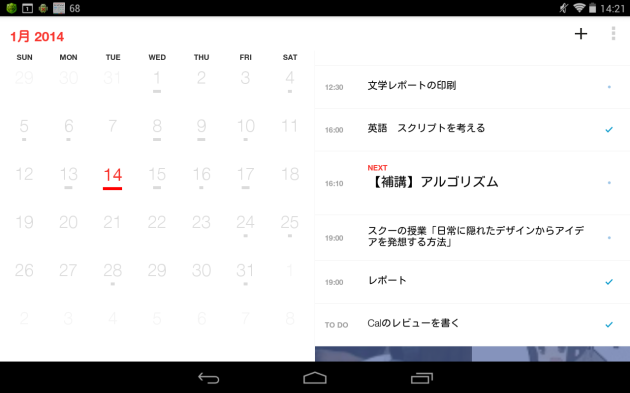 68
14:21
1月 2014
SUN MON TUE WED THU FRI SAT
29 30 31 1 2 3 4
5 6 7 8 9 10 11
12 13 14 15 16 17 18
19 20 21 22 23 24 25
26 27 28 29 30 31 1
2 3 4 5 6 7 8
12:30 文学レポートの印刷
16:00 英語　スクリプトを考える
NEXT
16:10 【補講】アルゴリズム
19:00 スクーの授業「日常に隠れたデザインからアイデ
アを発想する方法」
19:00 レポート
TO DO Calのレビューを書く